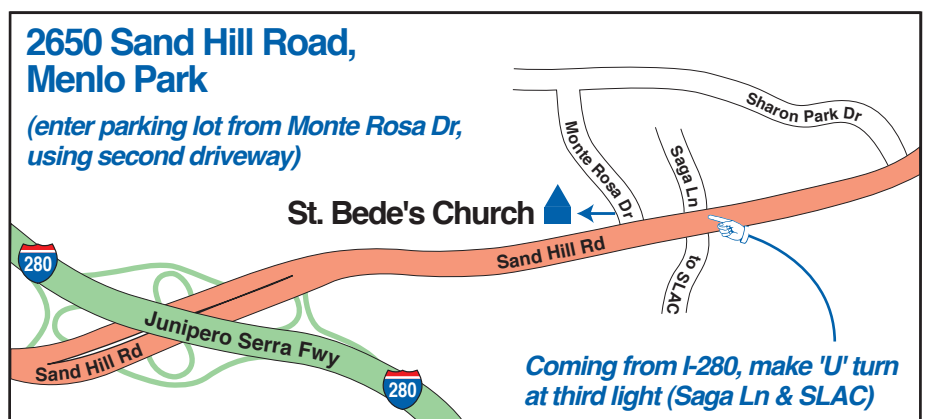 2650 Sand Hill Road,
Menlo Park
(enter parking lot from Monte Rosa Dr,
using second driveway)
Sharon Park Dr
Monte Rosa Dr
Saga Ln
St. Bede's Church
Sand Hill Rd
to SLAC
280
Junipero Serra Fwy
Sand Hill Rd
280
Coming from I-280, make 'U' turn
at third light (Saga Ln & SLAC)